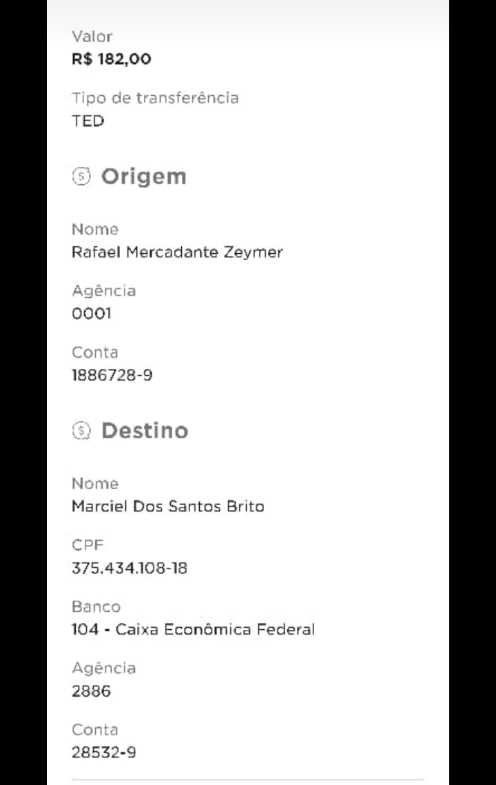 Valor
R$ 182,00
Tipo de transferência
TED
Origem
Nome
Rafael Mercadante Zeymer
Agência
0001
Conta
1886728-9
Destino
Nome
Marciel Dos Santos Brito
CPF
375.434.108-18
Banco
104 - Caixa Econômica Federal
Agência
2886
Conta
28532-9